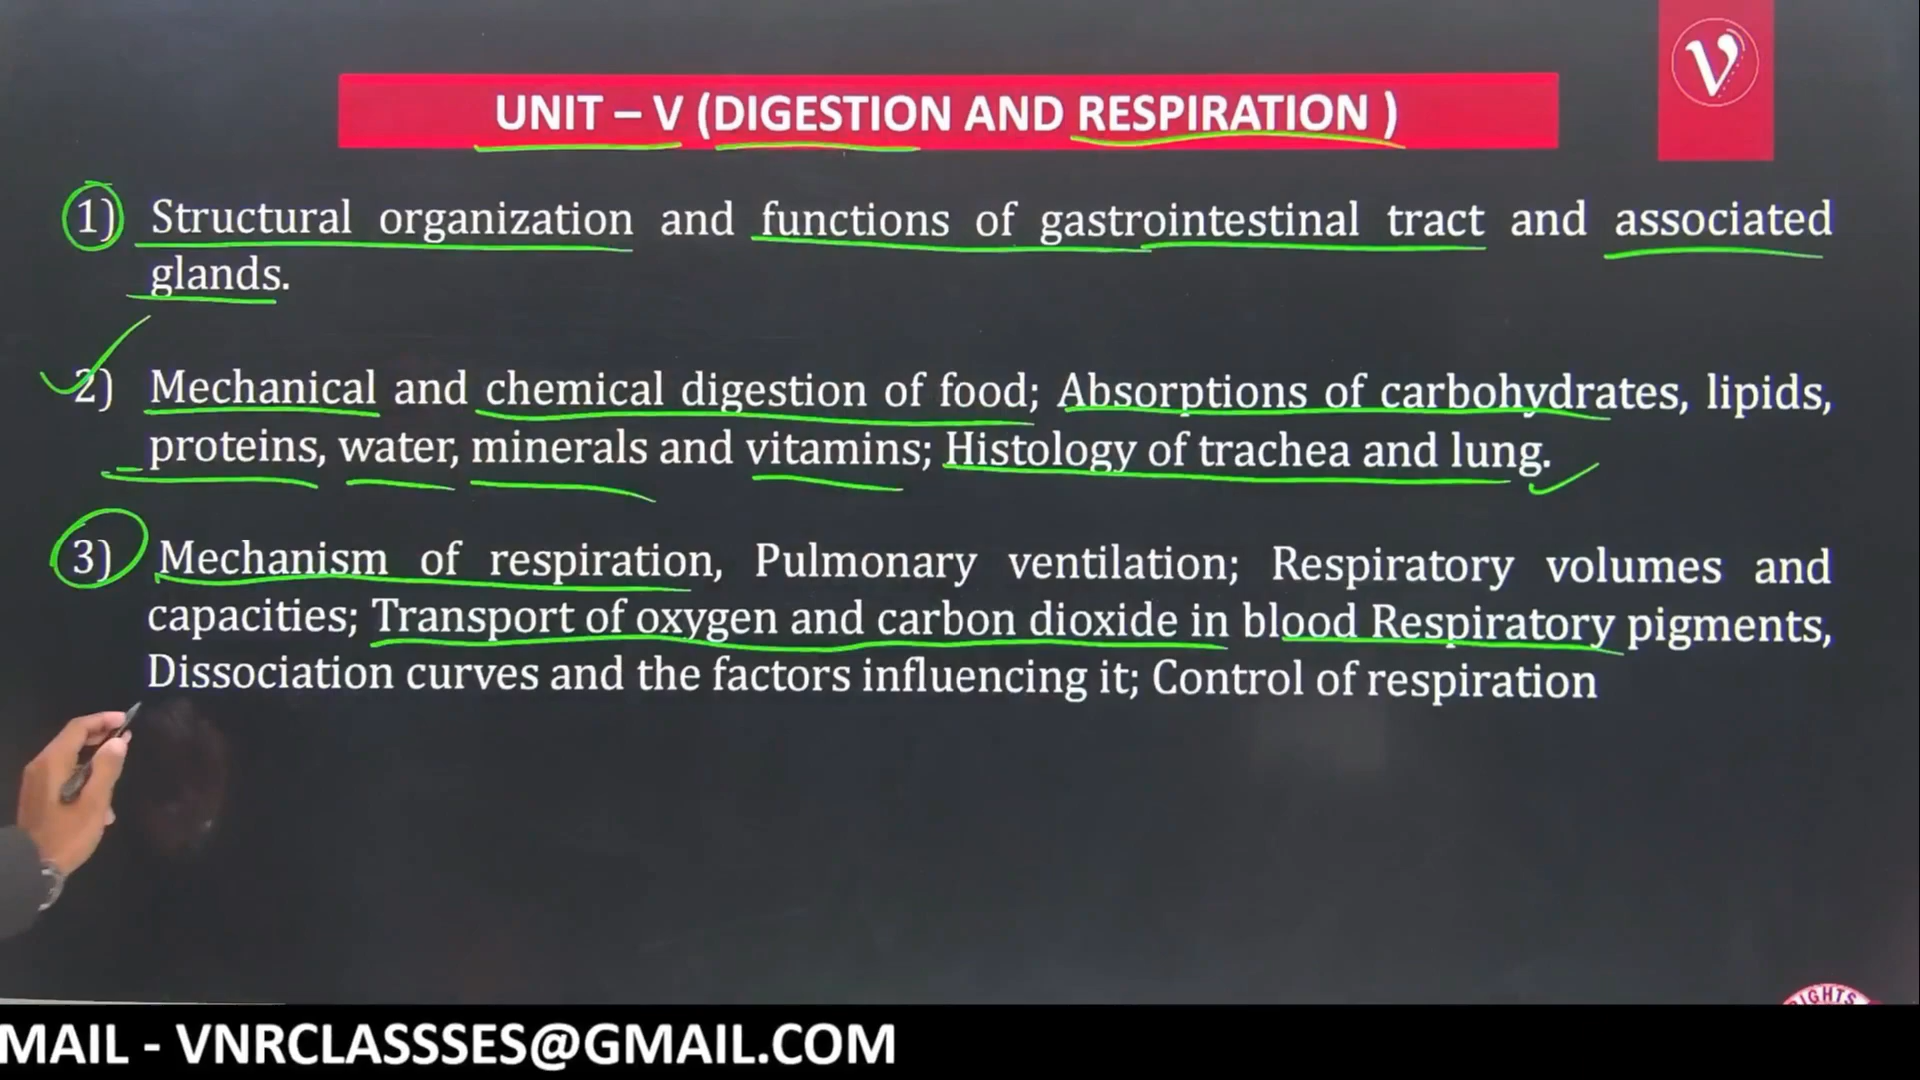 V
UNIT – V (DIGESTION AND RESPIRATION )
1) Structural organization and functions of gastrointestinal tract and associated
glands.
2) Mechanical and chemical digestion of food; Absorptions of carbohydrates, lipids,
proteins, water, minerals and vitamins; Histology of trachea and lung.
3) Mechanism of respiration, Pulmonary ventilation; Respiratory volumes and
capacities; Transport of oxygen and carbon dioxide in blood Respiratory pigments,
Dissociation curves and the factors influencing it; Control of respiration
RIGHTS
MAIL - VNRCLASSSES@GMAIL.COM